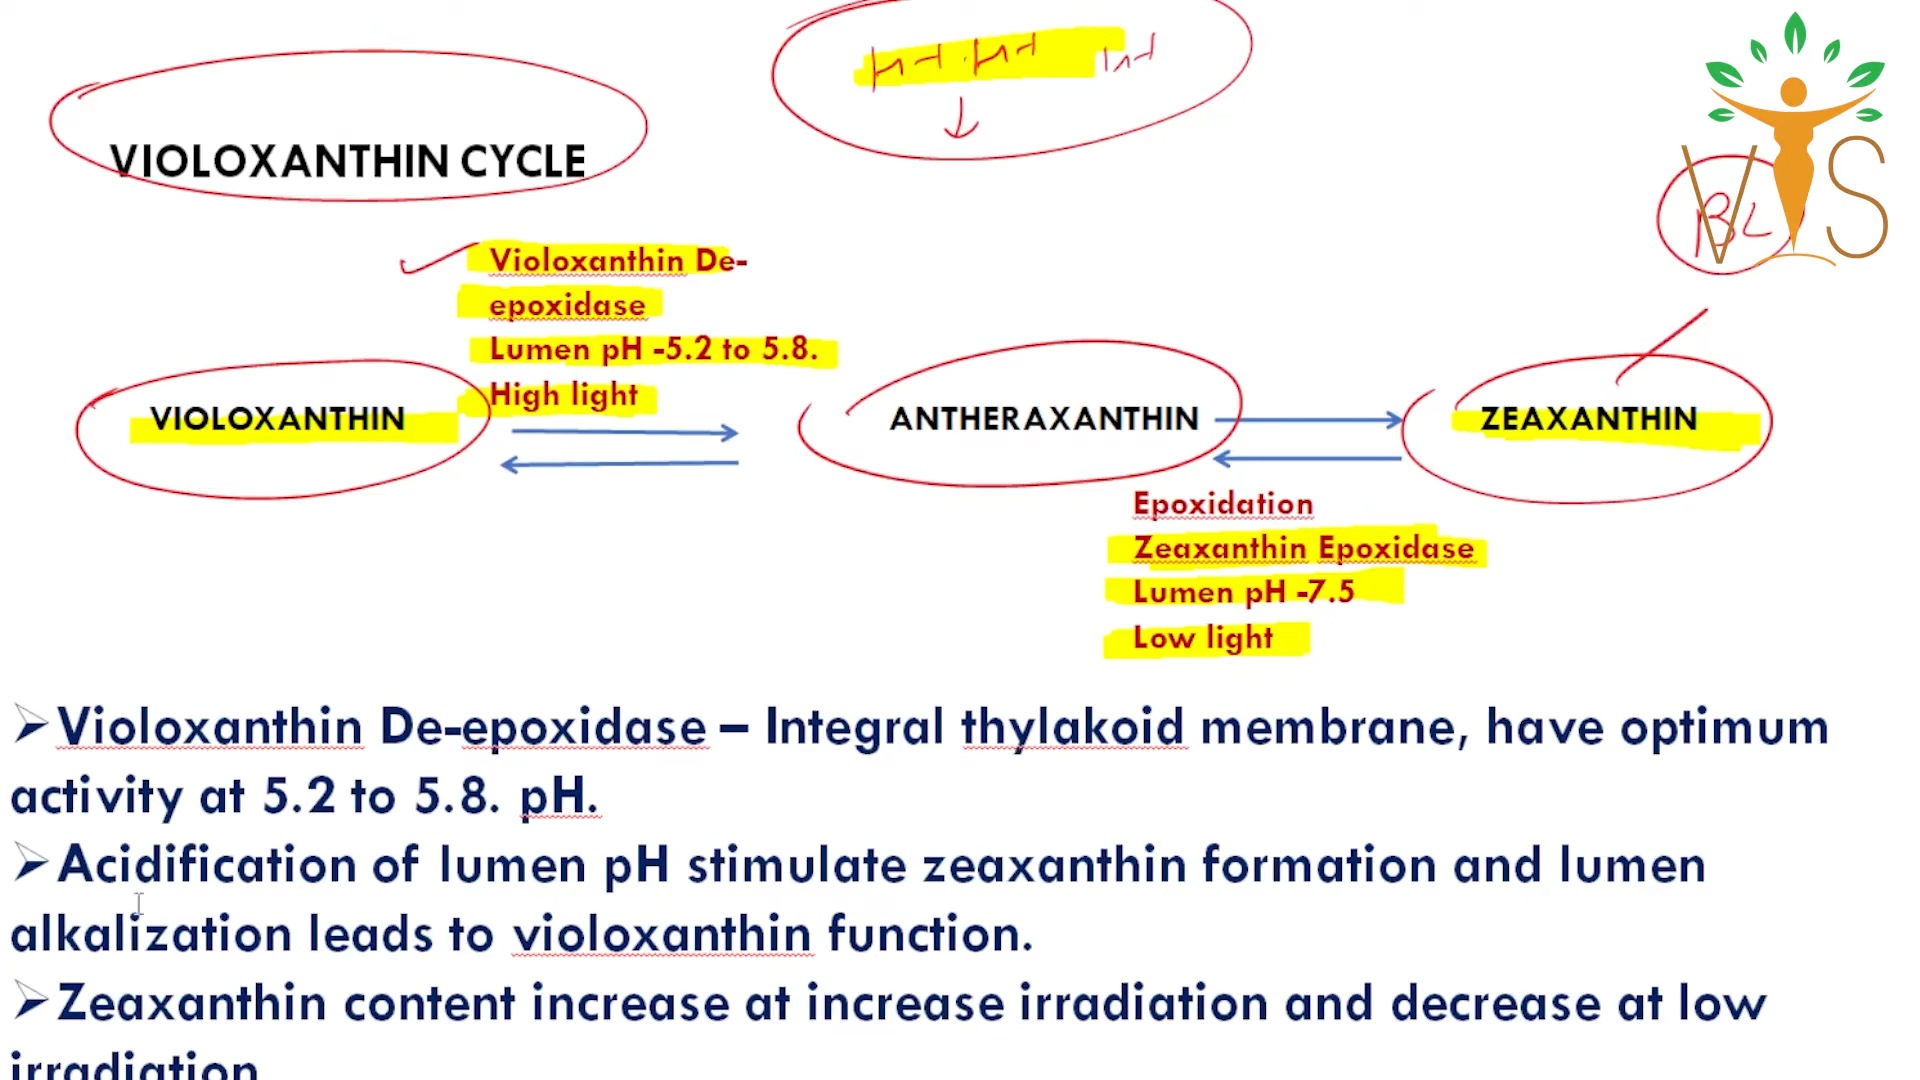 VIOLOXANTHIN CYCLE
VIS
BL
Violoxanthin De-
epoxidase
Lumen pH -5.2 to 5.8.
High light
VIOLOXANTHIN
ANTHERAXANTHIN
ZEAXANTHIN
Epoxidation
Zeaxanthin Epoxidase
Lumen pH -7.5
Low light
➢Violoxanthin De-epoxidase – Integral thylakoid membrane, have optimum
activity at 5.2 to 5.8. pH.
➢Acidification of lumen pH stimulate zeaxanthin formation and lumen
alkalization leads to violoxanthin function.
➢Zeaxanthin content increase at increase irradiation and decrease at low
irradiation